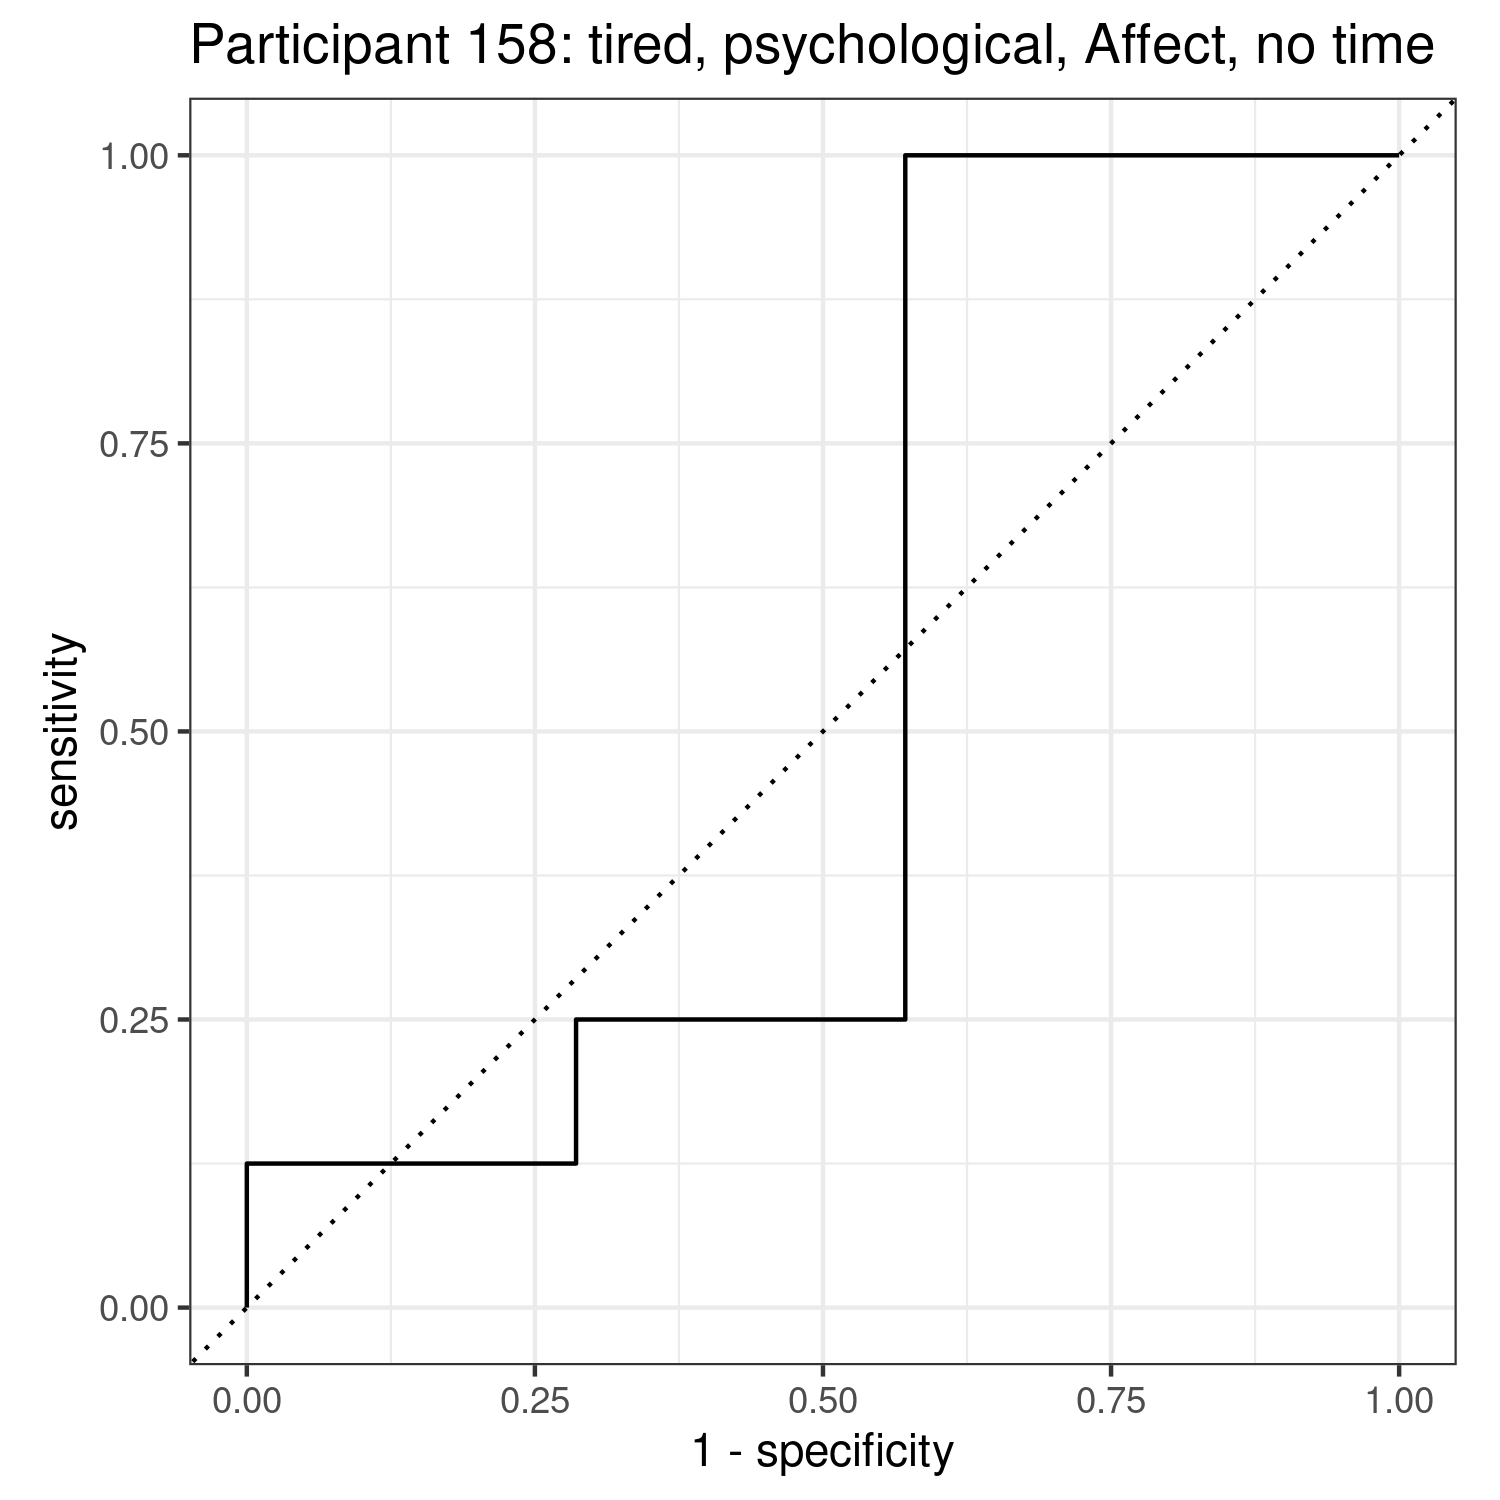 Participant 158: tired, psychological, Affect, no time
1.00
0.75
0.50
0.25
0.00
sensitivity
0.00 0.25 0.50 0.75 1.00
1 - specificity